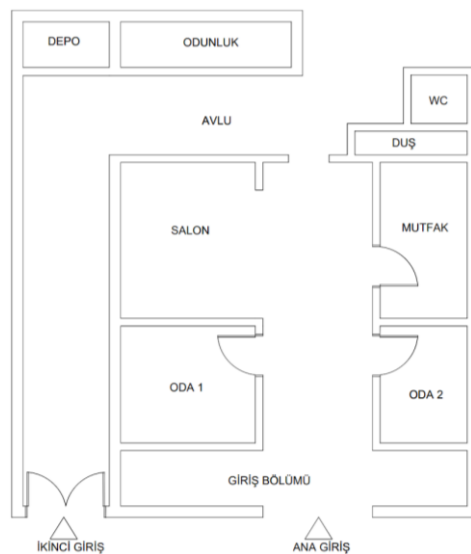 DEPO
ODUNLUK
WC
AVLU
DUŞ
SALON
MUTFAK
ODA 1
ODA 2
GİRİŞ BÖLÜMÜ
İKİNCİ GİRİŞ
ANA GİRİŞ